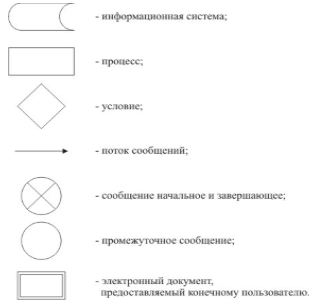 - информационная система;
- процесс;
- условие;
- поток сообщений;
- сообщение начальное и завершающее;
- промежуточное сообщение;
- электронный документ,
предоставляемый конечному пользователю.